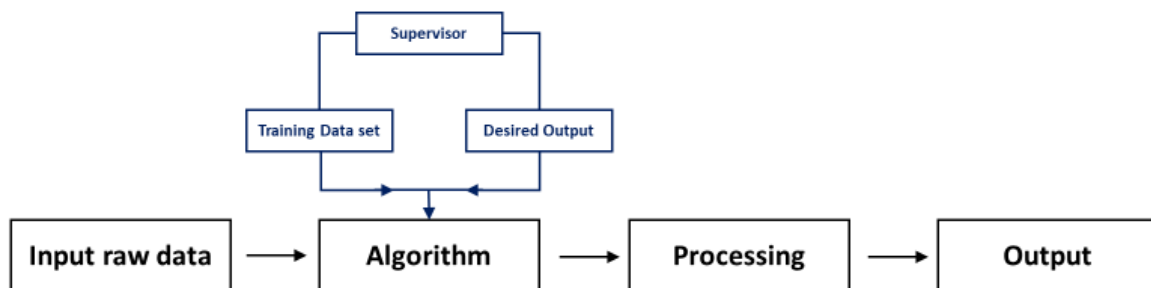 Supervisor
Training Data set
Desired Output
Input raw data
Algorithm
Processing
Output